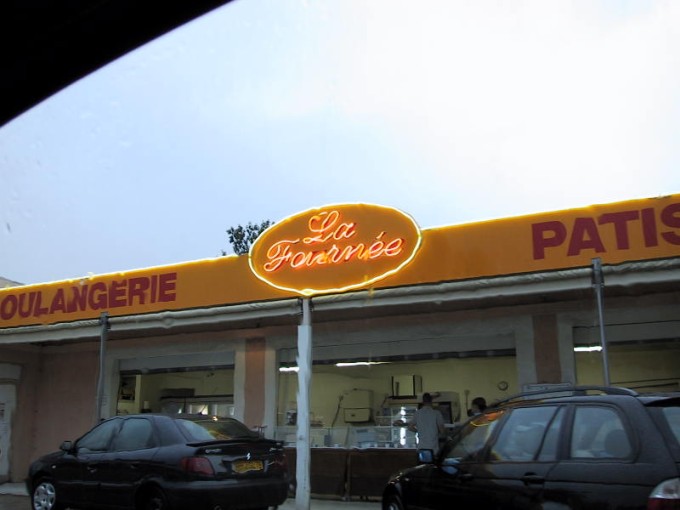 OULANGERIE
La
Fournée
PATIS